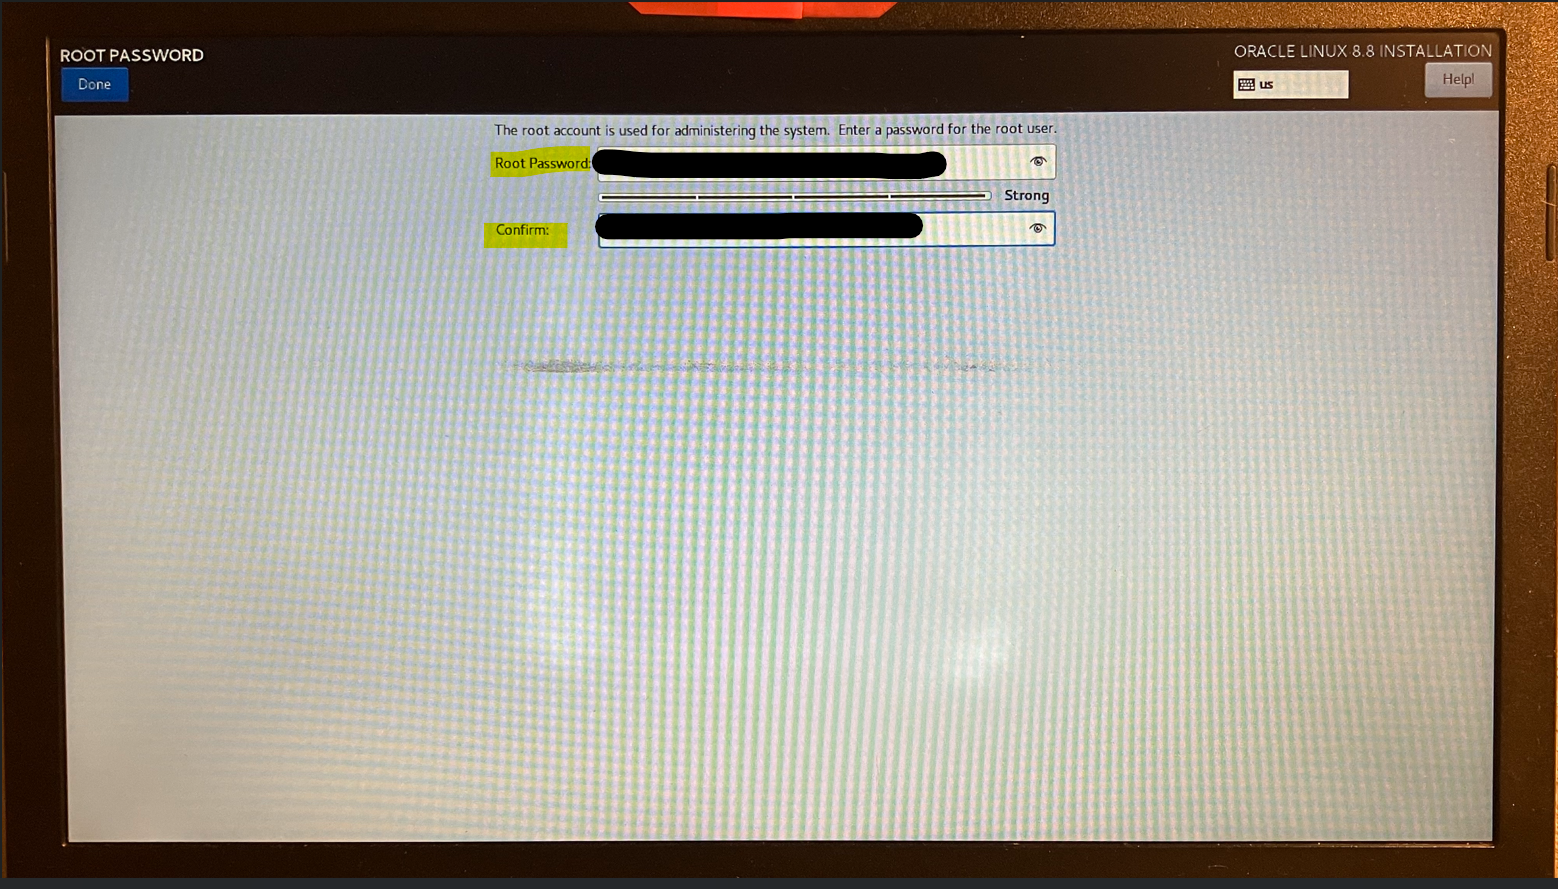 ROOT PASSWORD
ORACLE LINUX 8.8 INSTALLATION
Done
us
Help!
The root account is used for administering the system. Enter a password for the root user.
Root Password:
Strong
Confirm: